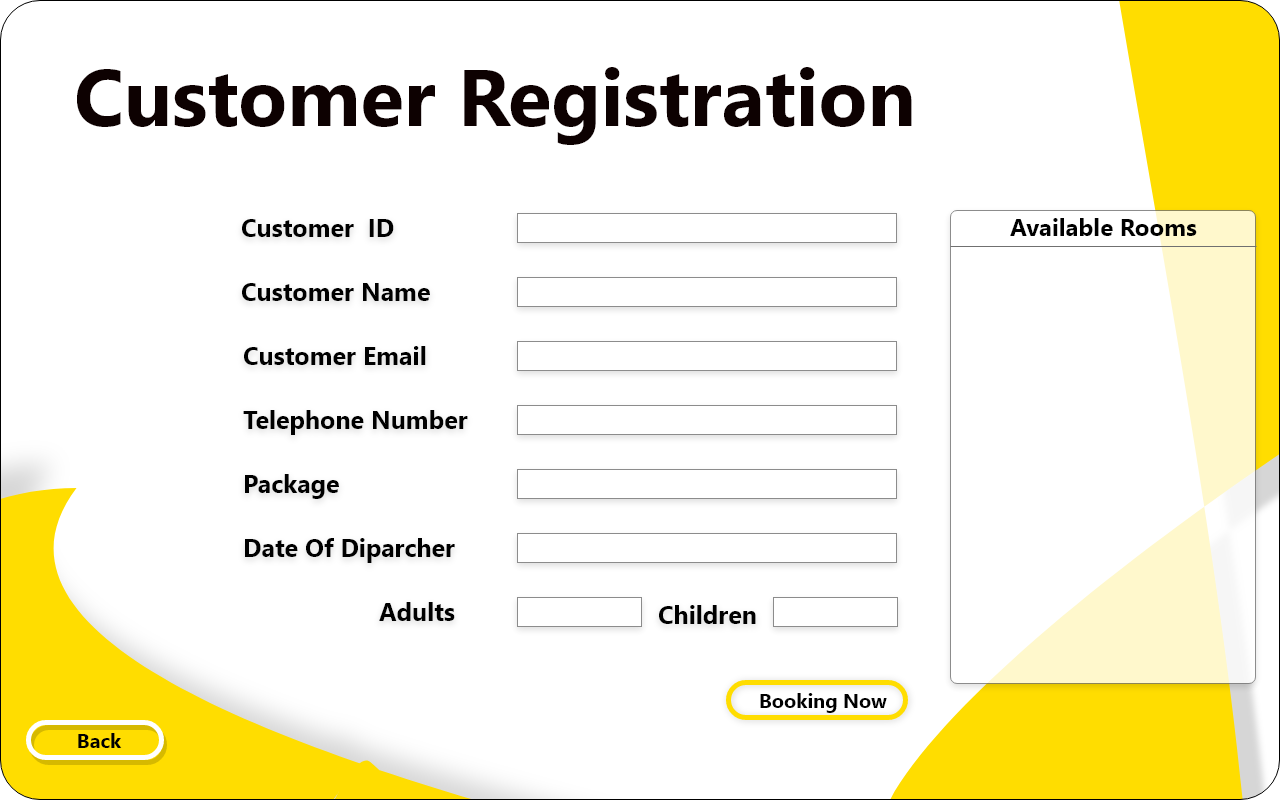 Customer Registration
Customer  ID
Available Rooms
Customer Name
Customer Email
Telephone Number
Package
Date Of Diparcher
Adults
Children
Booking Now
Back